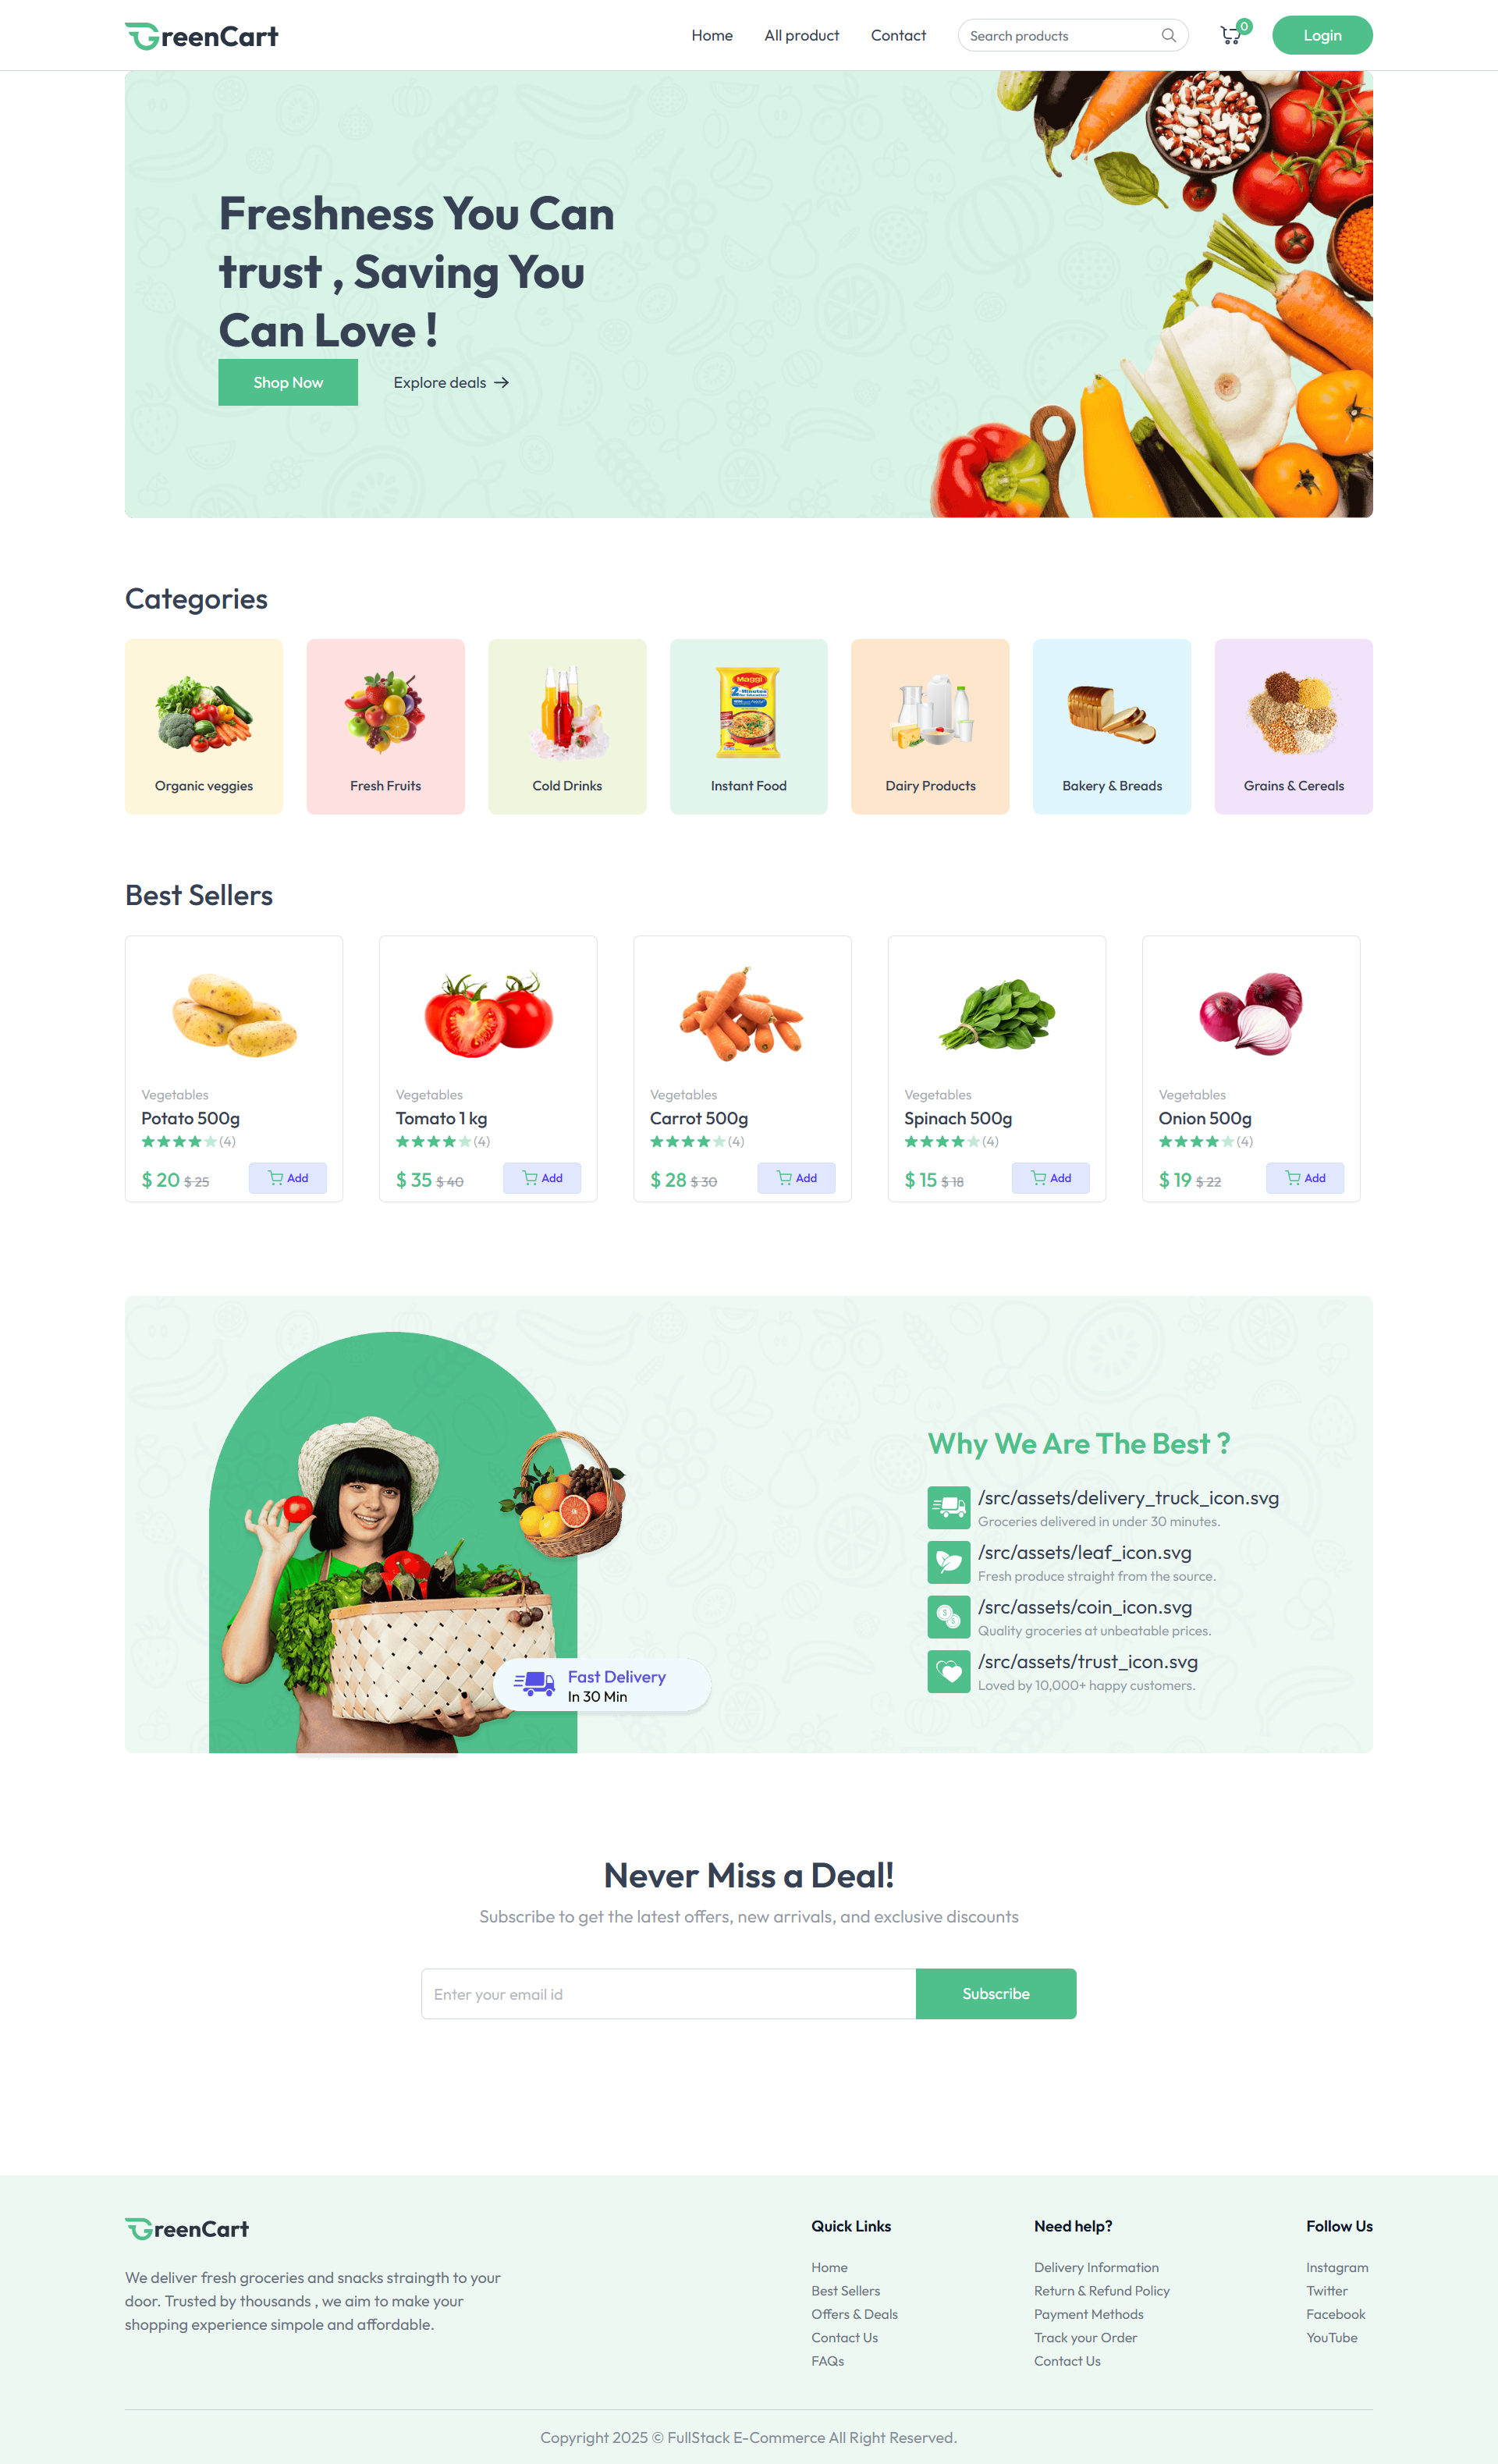 GreenCart
Home
All product
Contact
Search products
0
Login
Freshness You Can
trust , Saving You
Can Love !
Shop Now
Explore deals
Categories
Maggi
2-Minutes
Organic veggies
Fresh Fruits
Cold Drinks
Instant Food
Dairy Products
Bakery & Breads
Grains & Cereals
Best Sellers
Vegetables
Potato 500g
(4)
$ 20 $ 25
Add
Vegetables
Tomato 1 kg
(4)
$ 35 $ 40
Add
Vegetables
Carrot 500g
(4)
$ 28 $ 30
Add
Vegetables
Spinach 500g
(4)
$ 15 $ 18
Add
Vegetables
Onion 500g
(4)
$ 19 $ 22
Add
Fast Delivery
In 30 Min
Why We Are The Best ?
/src/assets/delivery_truck_icon.svg
Groceries delivered in under 30 minutes.
/src/assets/leaf_icon.svg
Fresh produce straight from the source.
/src/assets/coin_icon.svg
Quality groceries at unbeatable prices.
/src/assets/trust_icon.svg
Loved by 10,000+ happy customers.
Never Miss a Deal!
Subscribe to get the latest offers, new arrivals, and exclusive discounts
Enter your email id
Subscribe
GreenCart
We deliver fresh groceries and snacks straingth to your
door. Trusted by thousands , we aim to make your
shopping experience simpole and affordable.
Quick Links
Home
Best Sellers
Offers & Deals
Contact Us
FAQs
Need help?
Delivery Information
Return & Refund Policy
Payment Methods
Track your Order
Contact Us
Follow Us
Instagram
Twitter
Facebook
YouTube
Copyright 2025 © FullStack E-Commerce All Right Reserved.